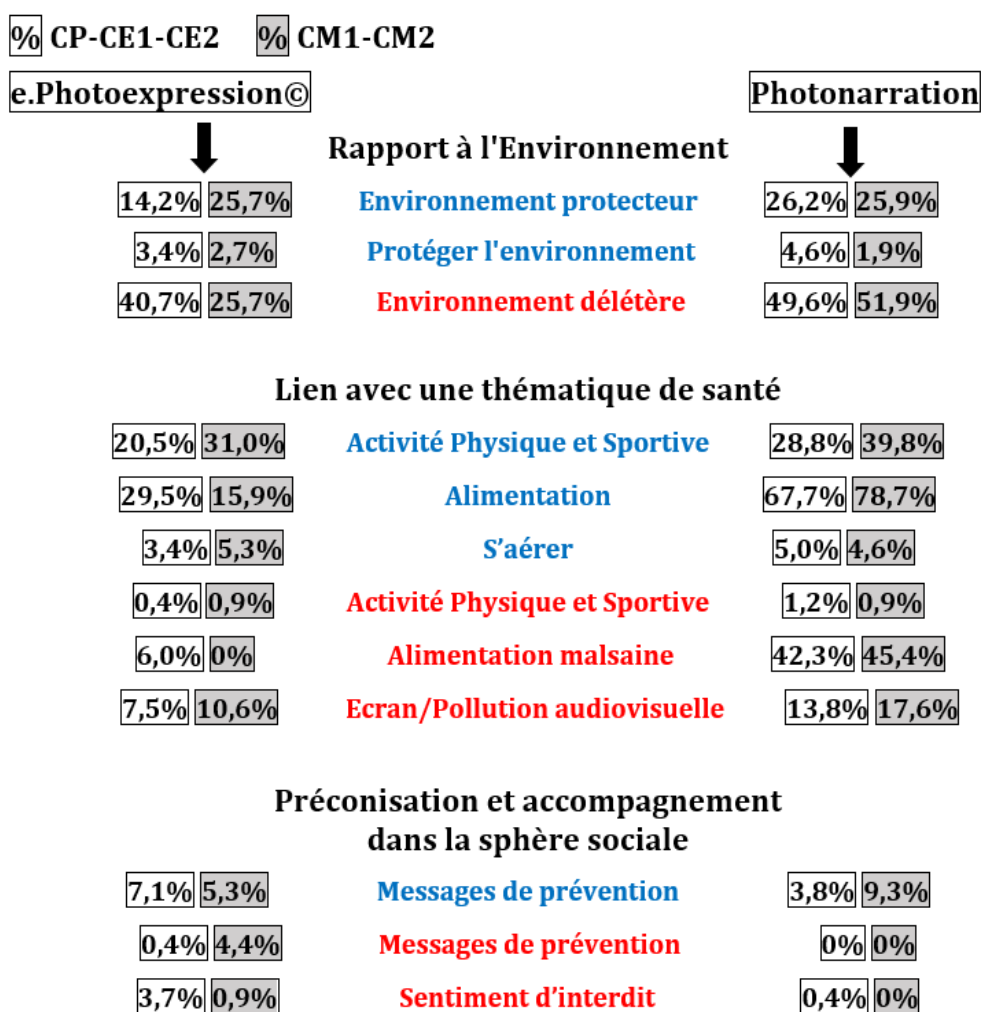 % CP-CE1-CE2 % CM1-CM2
e.Photoexpression© Photonarration
Rapport à l'Environnement
14,2% 25,7% Environnement protecteur 26,2% 25,9%
3,4% 2,7% Protéger l'environnement 4,6% 1,9%
40,7% 25,7% Environnement délétère 49,6% 51,9%
Lien avec une thématique de santé
20,5% 31,0% Activité Physique et Sportive 28,8% 39,8%
29,5% 15,9% Alimentation 67,7% 78,7%
3,4% 5,3% S’aérer 5,0% 4,6%
0,4% 0,9% Activité Physique et Sportive 1,2% 0,9%
6,0% 0% Alimentation malsaine 42,3% 45,4%
7,5% 10,6% Ecran/Pollution audiovisuelle 13,8% 17,6%
Préconisation et accompagnement
dans la sphère sociale
7,1% 5,3% Messages de prévention 3,8% 9,3%
0,4% 4,4% Messages de prévention 0% 0%
3,7% 0,9% Sentiment d’interdit 0,4% 0%